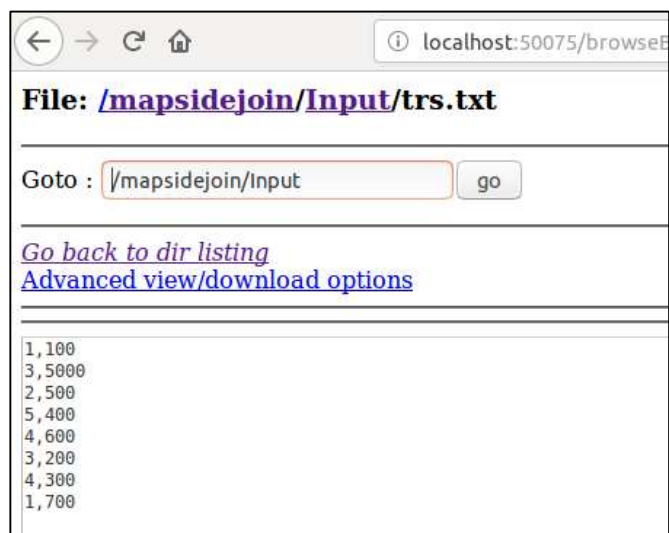 localhost:50075/browseB
File: /mapsidejoin/Input/trs.txt
Goto : /mapsidejoin/Input go
Go back to dir listing
Advanced view/download options
1,100
3,5000
2,500
5,400
4,600
3,200
4,300
1,700